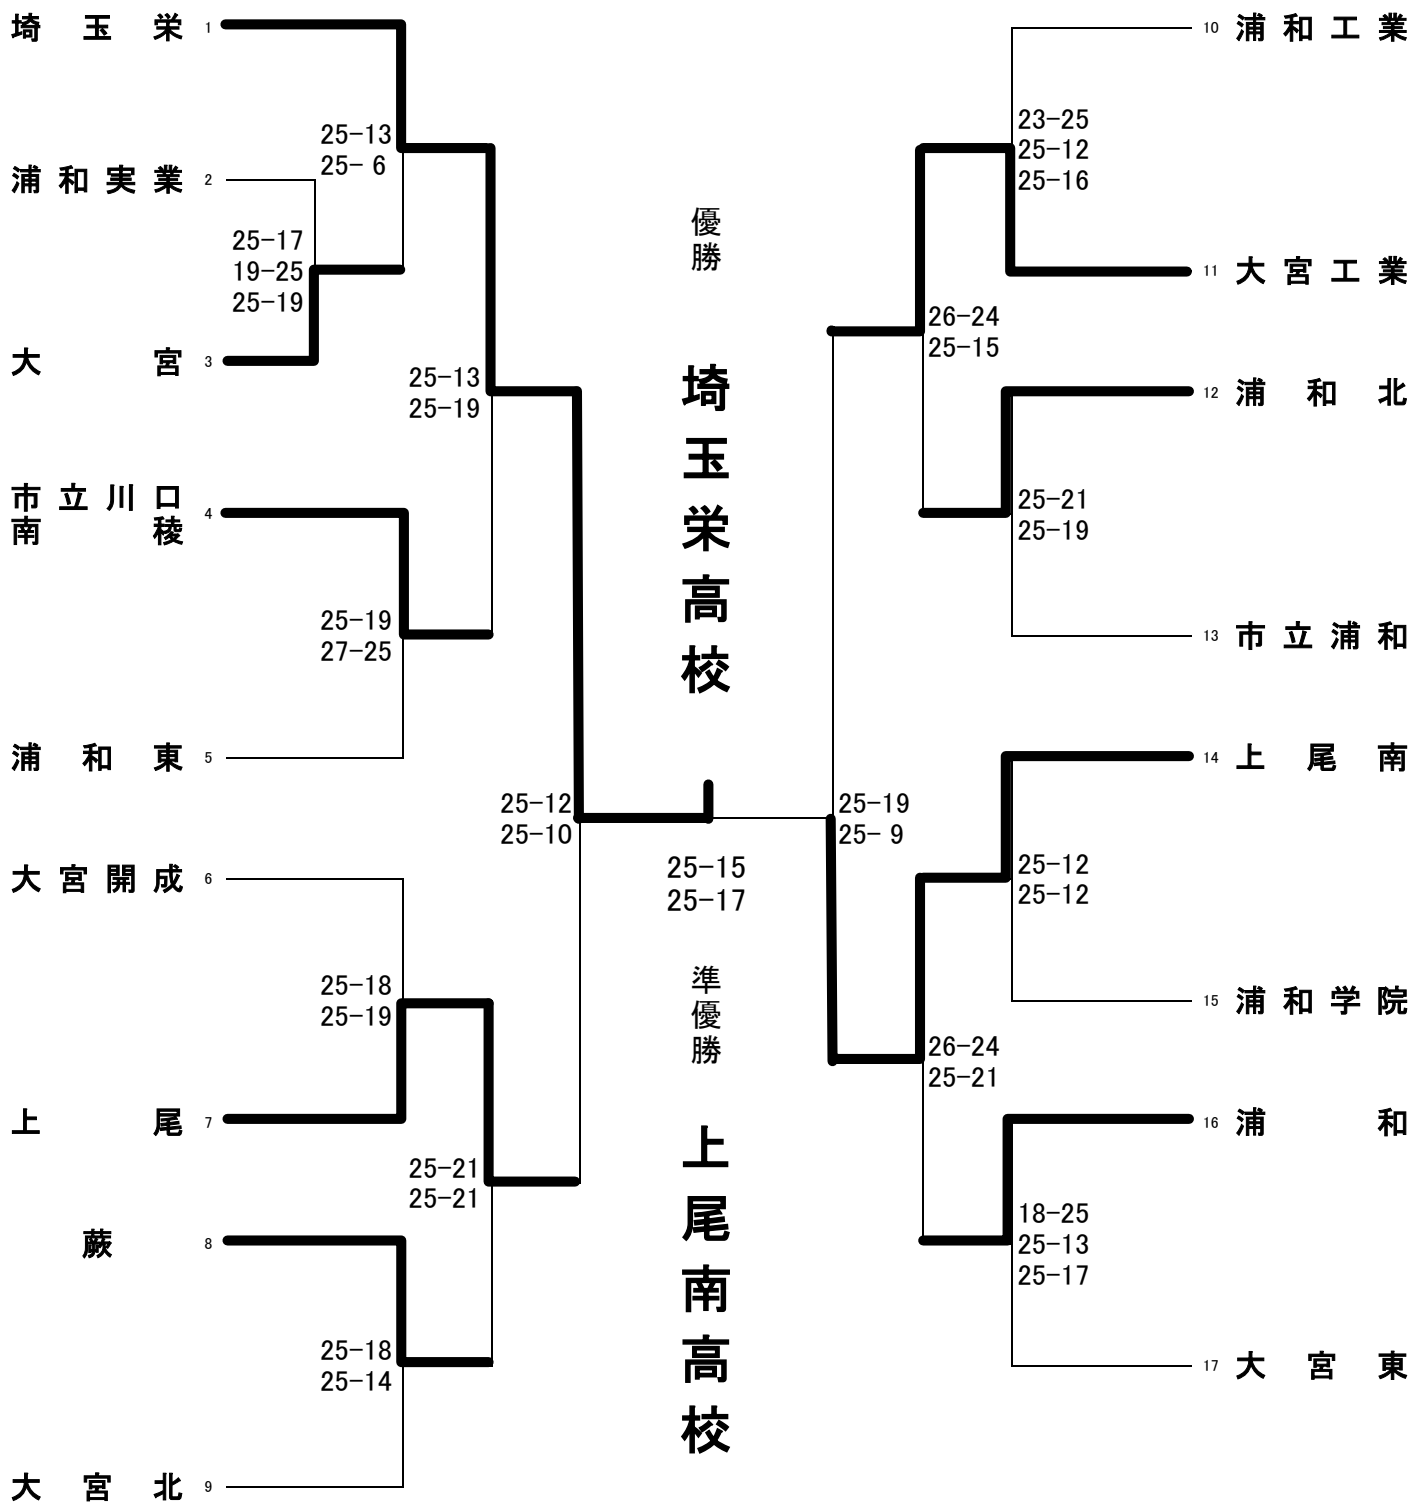 埼玉栄 1
25-13
25- 6
浦和実業 2
25-17
19-25
25-19
大宮 3
25-13
25-19
市立川口
南稜 4
25-19
27-25
浦和東 5
25-12
25-10
大宮開成 6
25-18
25-19
上尾 7
25-21
25-21
蕨 8
25-18
25-14
大宮北 9
優勝
埼玉栄高校
25-15
25-17
準優勝
上尾南高校
10 浦和工業
23-25
25-12
25-16
11 大宮工業
26-24
25-15
12 浦和北
25-21
25-19
13 市立浦和
25-19
25- 9
14 上尾南
25-12
25-12
15 浦和学院
26-24
25-21
16 浦和
18-25
25-13
25-17
17 大宮東